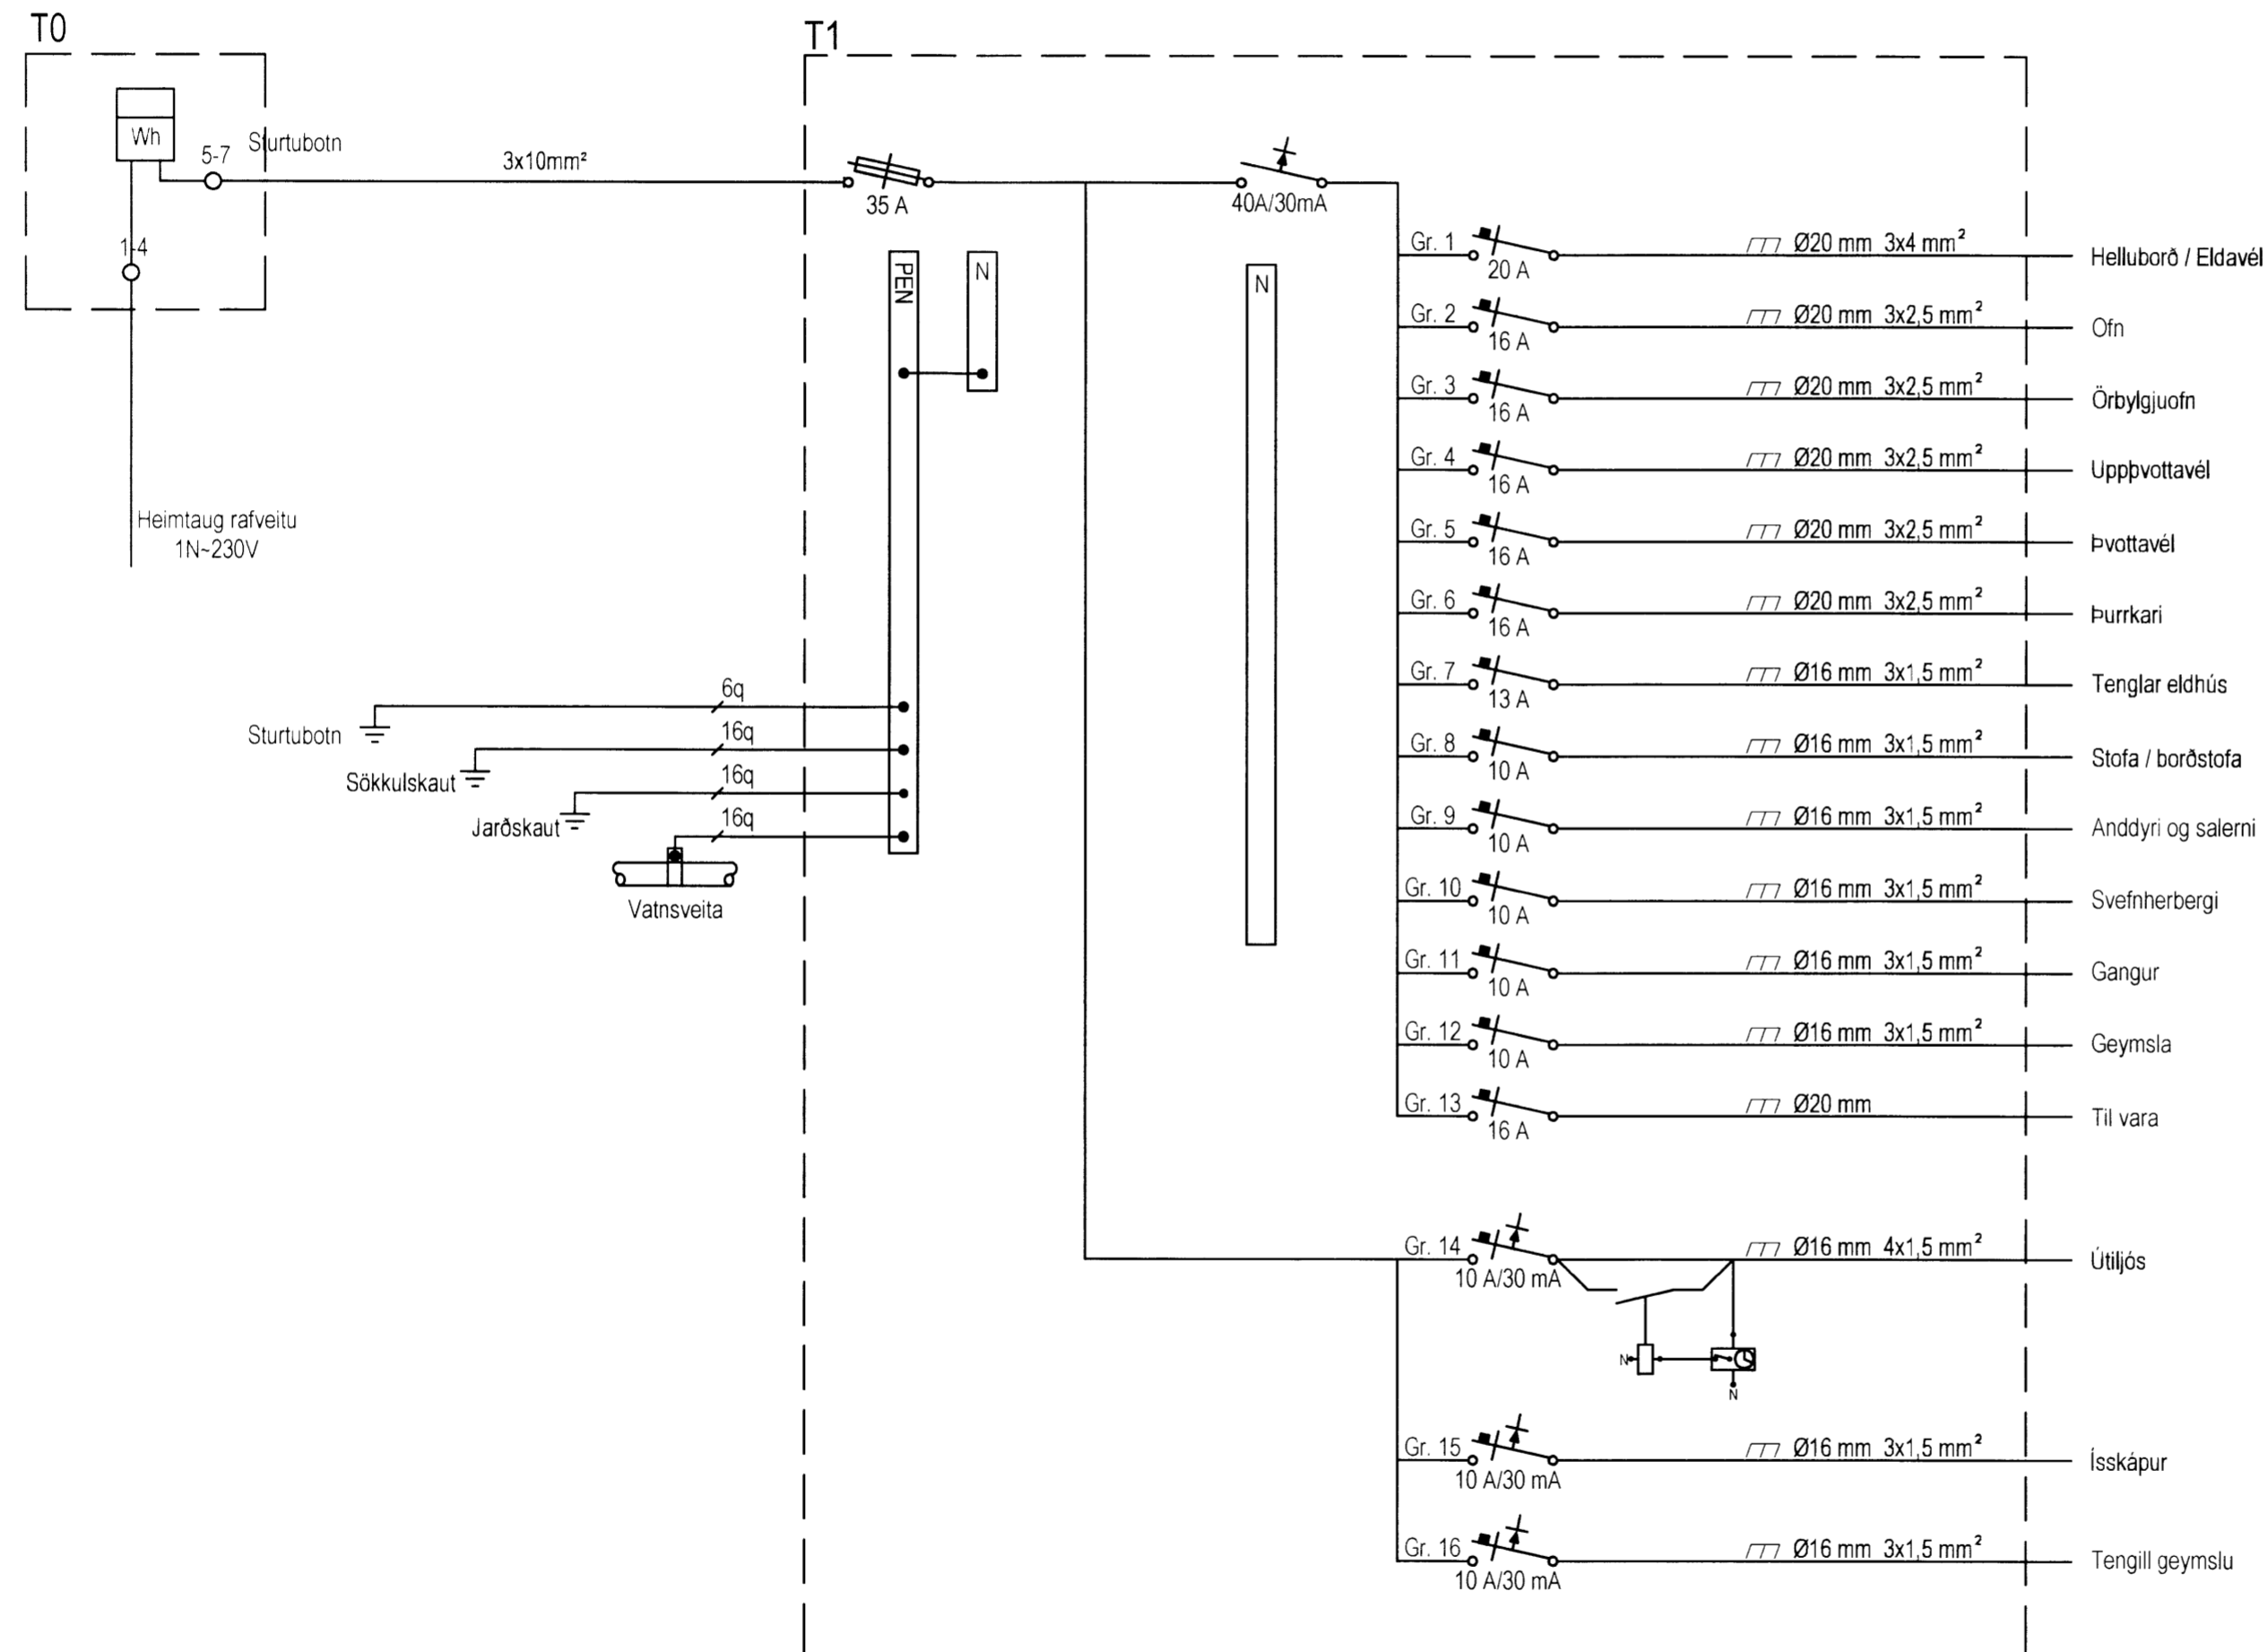 T0
T1
Wh
5-7
Sturtubotn
3x10mm²
35 A
40A/30mA
1-4
Heimtaug rafveitu
1N~230V
PEN
N
N
6q
Sturtubotn
16q
Sökkulskaut
16q
Jarðskaut
16q
Vatnsveita
Gr. 1
20 A
Ø20 mm 3x4 mm²
Helluborð / Eldavél
Gr. 2
16 A
Ø20 mm 3x2,5 mm²
Ofn
Gr. 3
16 A
Ø20 mm 3x2,5 mm²
Örbylgjuofn
Gr. 4
16 A
Ø20 mm 3x2,5 mm²
Uppþvottavél
Gr. 5
16 A
Ø20 mm 3x2,5 mm²
Þvottavél
Gr. 6
16 A
Ø20 mm 3x2,5 mm²
Þurrkari
Gr. 7
13 A
Ø16 mm 3x1,5 mm²
Tenglar eldhús
Gr. 8
10 A
Ø16 mm 3x1,5 mm²
Stofa / borðstofa
Gr. 9
10 A
Ø16 mm 3x1,5 mm²
Anddyri og salerni
Gr. 10
10 A
Ø16 mm 3x1,5 mm²
Svefnherbergi
Gr. 11
10 A
Ø16 mm 3x1,5 mm²
Gangur
Gr. 12
10 A
Ø16 mm 3x1,5 mm²
Geymsla
Gr. 13
16 A
Ø20 mm
Til vara
Gr. 14
10 A/30 mA
Ø16 mm 4x1,5 mm²
Útiljós
N
N
Gr. 15
10 A/30 mA
Ø16 mm 3x1,5 mm²
Ísskápur
Gr. 16
10 A/30 mA
Ø16 mm 3x1,5 mm²
Tengill geymslu